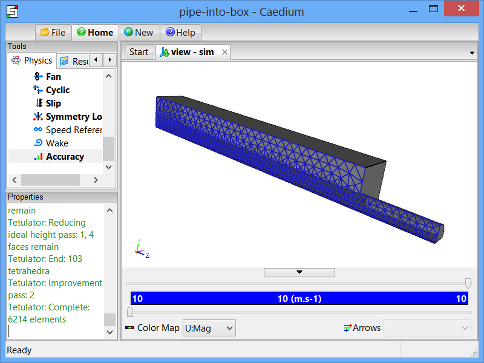 pipe-into-box - Caedium
File
Home
New
Help
Tools
Physics
Resu
Fan
Cyclic
Slip
Symmetry Lo
Speed Referen
Wake
Accuracy
Properties
remain
Tetulator: Reducing
ideal height pass: 1, 4
faces remain
Tetulator: End: 103
tetrahedra
Tetulator: Improvement
pass: 2
Tetulator: Complete:
6214 elements
Start
view - sim
Z
10 10 (m.s-1) 10
Color Map U:Mag Arrows
Ready